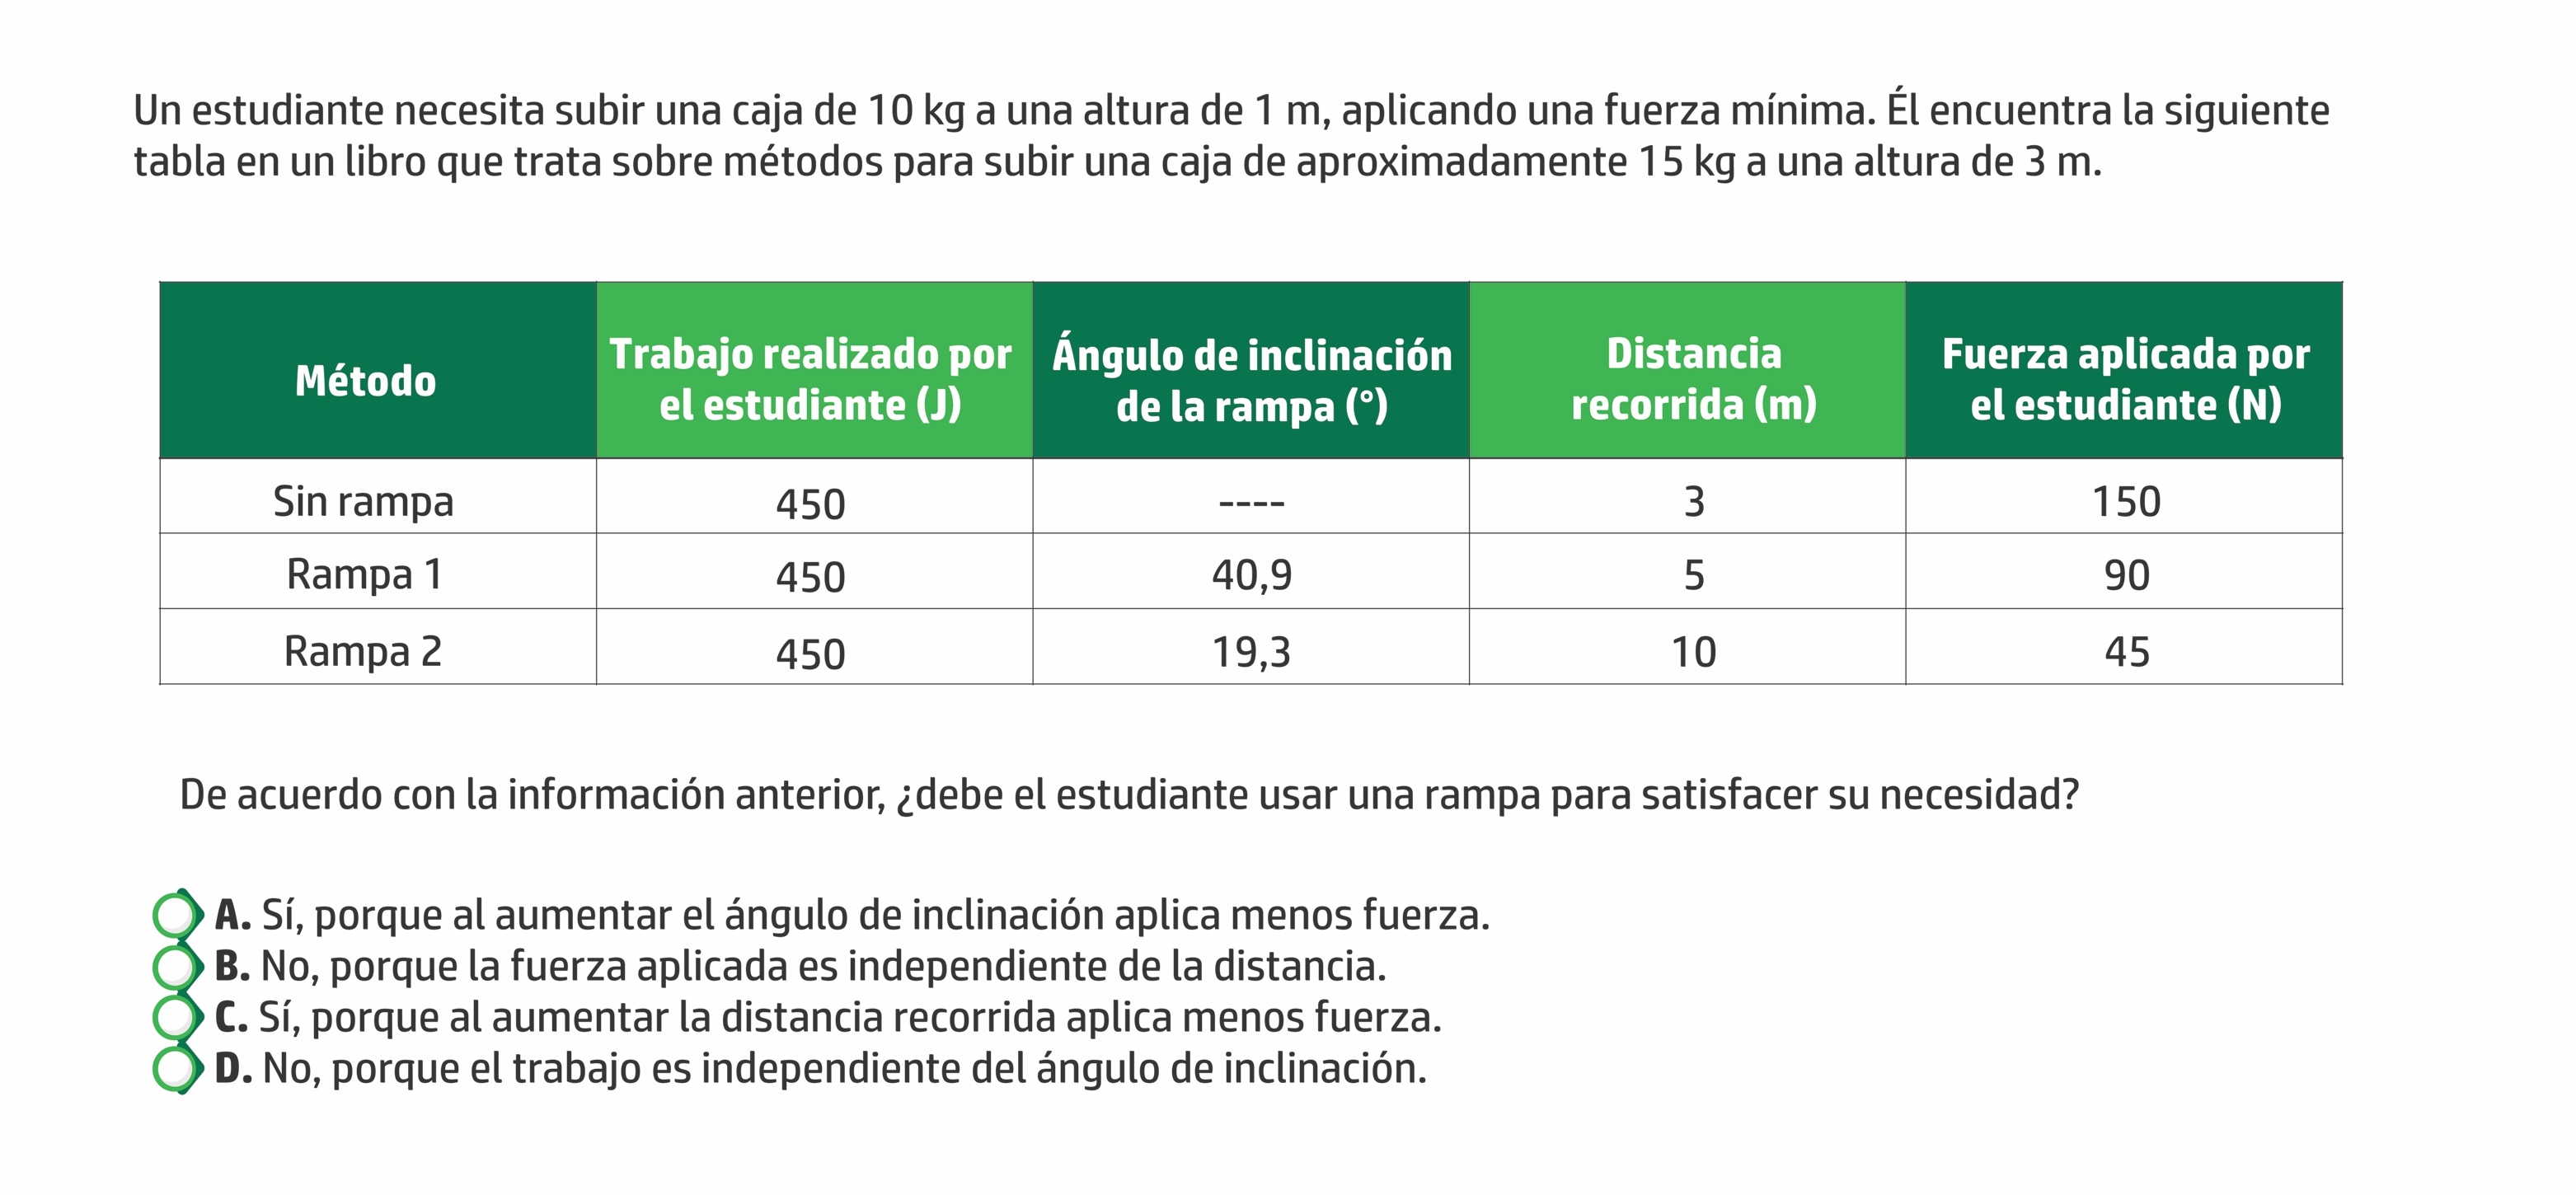 Un estudiante necesita subir una caja de 10 kg a una altura de 1 m, aplicando una fuerza mínima. Él encuentra la siguiente
tabla en un libro que trata sobre métodos para subir una caja de aproximadamente 15 kg a una altura de 3 m.
Método
Trabajo realizado por
el estudiante (J)
Ángulo de inclinación
de la rampa (°)
Distancia
recorrida (m)
Fuerza aplicada por
el estudiante (N)
Sin rampa 450 ---- 3 150
Rampa 1 450 40,9 5 90
Rampa 2 450 19,3 10 45
De acuerdo con la información anterior, ¿debe el estudiante usar una rampa para satisfacer su necesidad?
A. Sí, porque al aumentar el ángulo de inclinación aplica menos fuerza.
B. No, porque la fuerza aplicada es independiente de la distancia.
C. Sí, porque al aumentar la distancia recorrida aplica menos fuerza.
D. No, porque el trabajo es independiente del ángulo de inclinación.